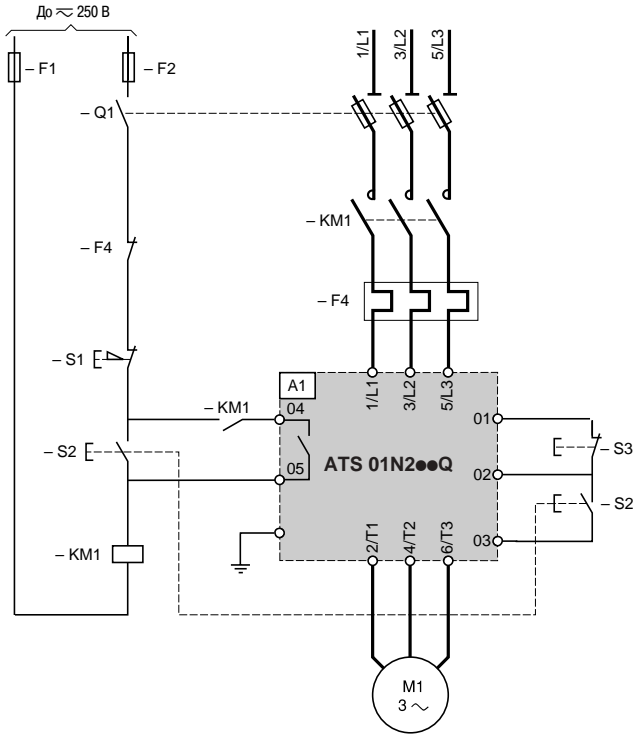 До ⎓∼ 250 В
– F1
– F2
1/L1
3/L2
5/L3
– Q1
– KM1
– F4
– F4
– S1
A1
1/L1
3/L2
5/L3
– KM1
04
01
– S3
– S2
05
ATS 01N2●●Q
02
– S2
– KM1
2/T1
4/T2
6/T3
03
M1
3 ∼